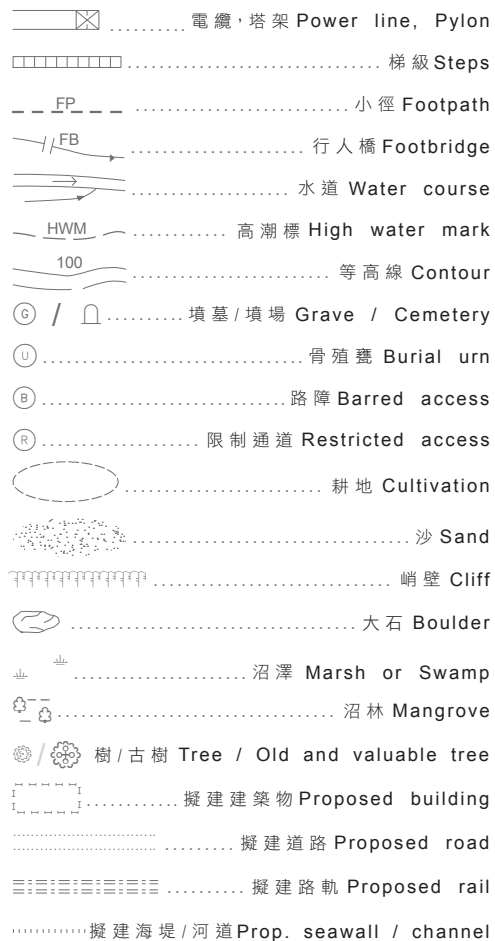 電纜，塔架 Power line, Pylon
梯級 Steps
FP 小徑 Footpath
FB 行人橋 Footbridge
水道 Water course
HWM 高潮標 High water mark
100 等高線 Contour
G / 墳墓/墳場 Grave / Cemetery
U 骨殖甕 Burial urn
B 路障 Barred access
R 限制通道 Restricted access
耕地 Cultivation
沙 Sand
峭壁 Cliff
大石 Boulder
沼澤 Marsh or Swamp
沼林 Mangrove
/ 樹/古樹 Tree / Old and valuable tree
擬建建築物 Proposed building
擬建道路 Proposed road
擬建路軌 Proposed rail
擬建海堤/河道 Prop. seawall / channel